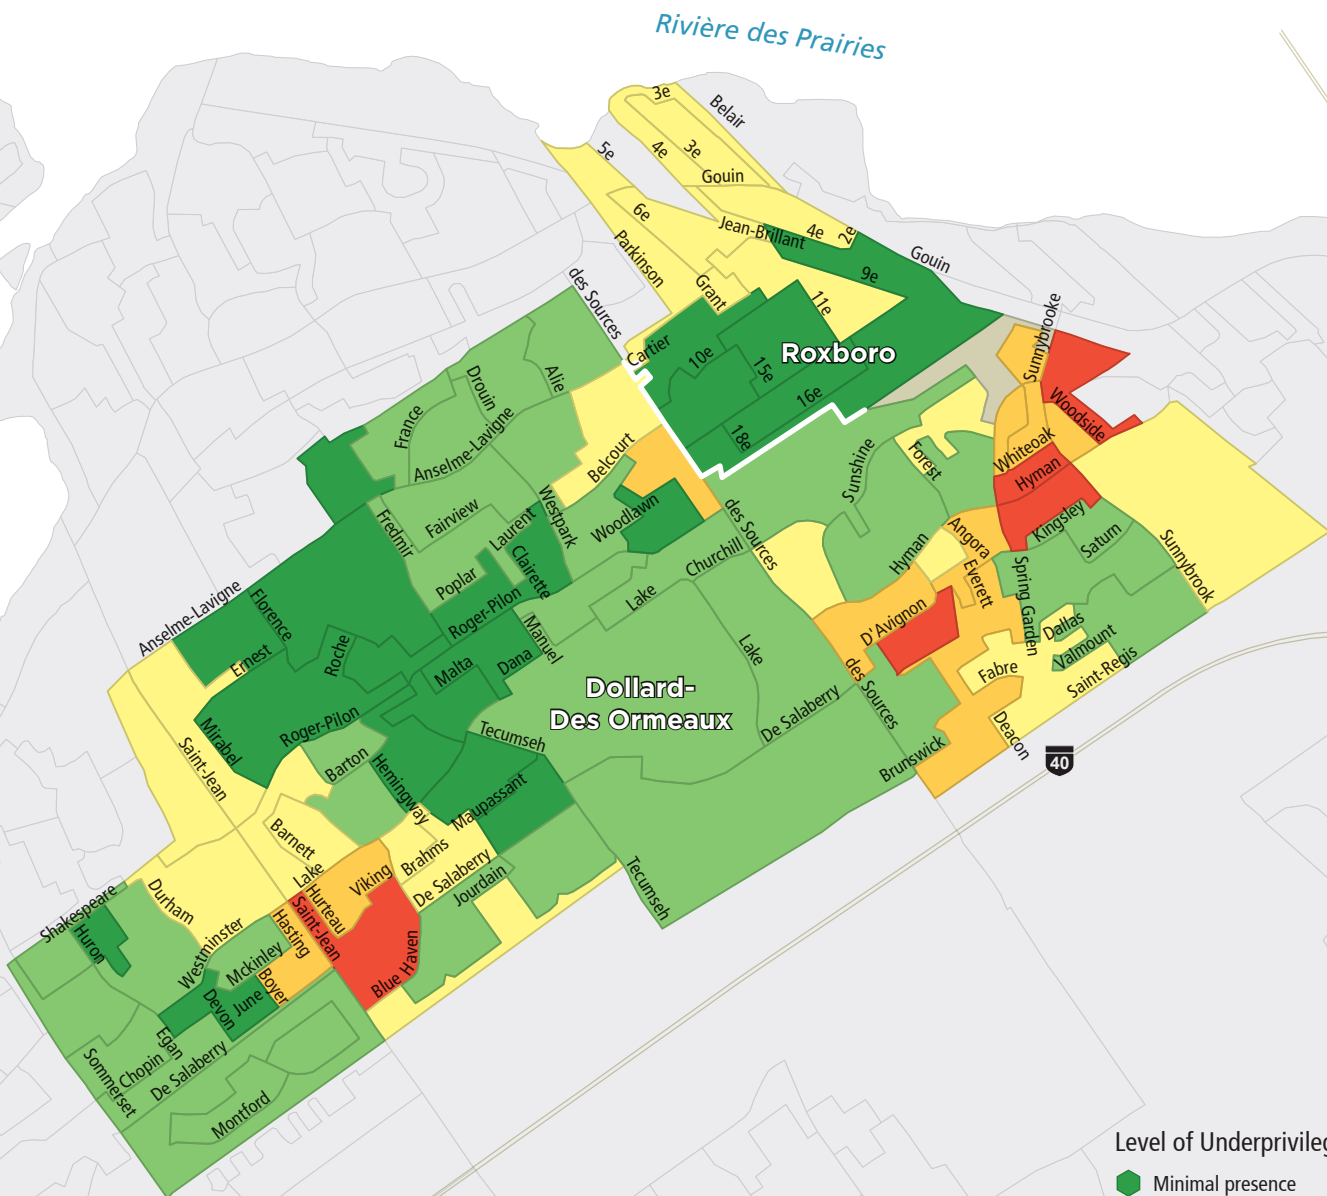 Rivière des Prairies
3e
Belair
5e
4e
3e
Gouin
6e
Jean-Brillant
4e
2e
Parkinson
Gouin
9e
des Sources
Grant
11e
Sunnybrooke
Cartier
10e
15e
Roxboro
Drouin
Alie
16e
Woodside
France
Anselme-Lavigne
18e
Belcourt
Whiteoak
Sunshine
Forest
Hyman
Fredmir
Fairview
Westpark
Laurent
Woodlawn
des Sources
Kingsley
Angora
Saturn
Clairette
Churchill
Hyman
Sunnybrook
Poplar
Everett
Spring Garden
Anselme-Lavigne
Florence
Roger-Pilon
Lake
D'Avignon
Dallas
Manuel
Lake
Valmount
Ernest
Roche
Malta
Dana
des Sources
Fabre
Saint-Regis
Dollard-
Des Ormeaux
Roger-Pilon
Mirabel
De Salaberry
Tecumseh
Deacon
Saint-Jean
Barton
Brunswick
40
Hemingway
Maupassant
Barnett
Brahms
Lake
Viking
De Salaberry
Jourdain
Tecumseh
Shakespeare
Durham
Hurteau
Huron
Saint-Jean
Hasting
Westminster
Mckinley
Blue Haven
Boyer
Devon
June
Egan
Sommerset
Chopin
De Salaberry
Montford
Level of Underprivileg
Minimal presence